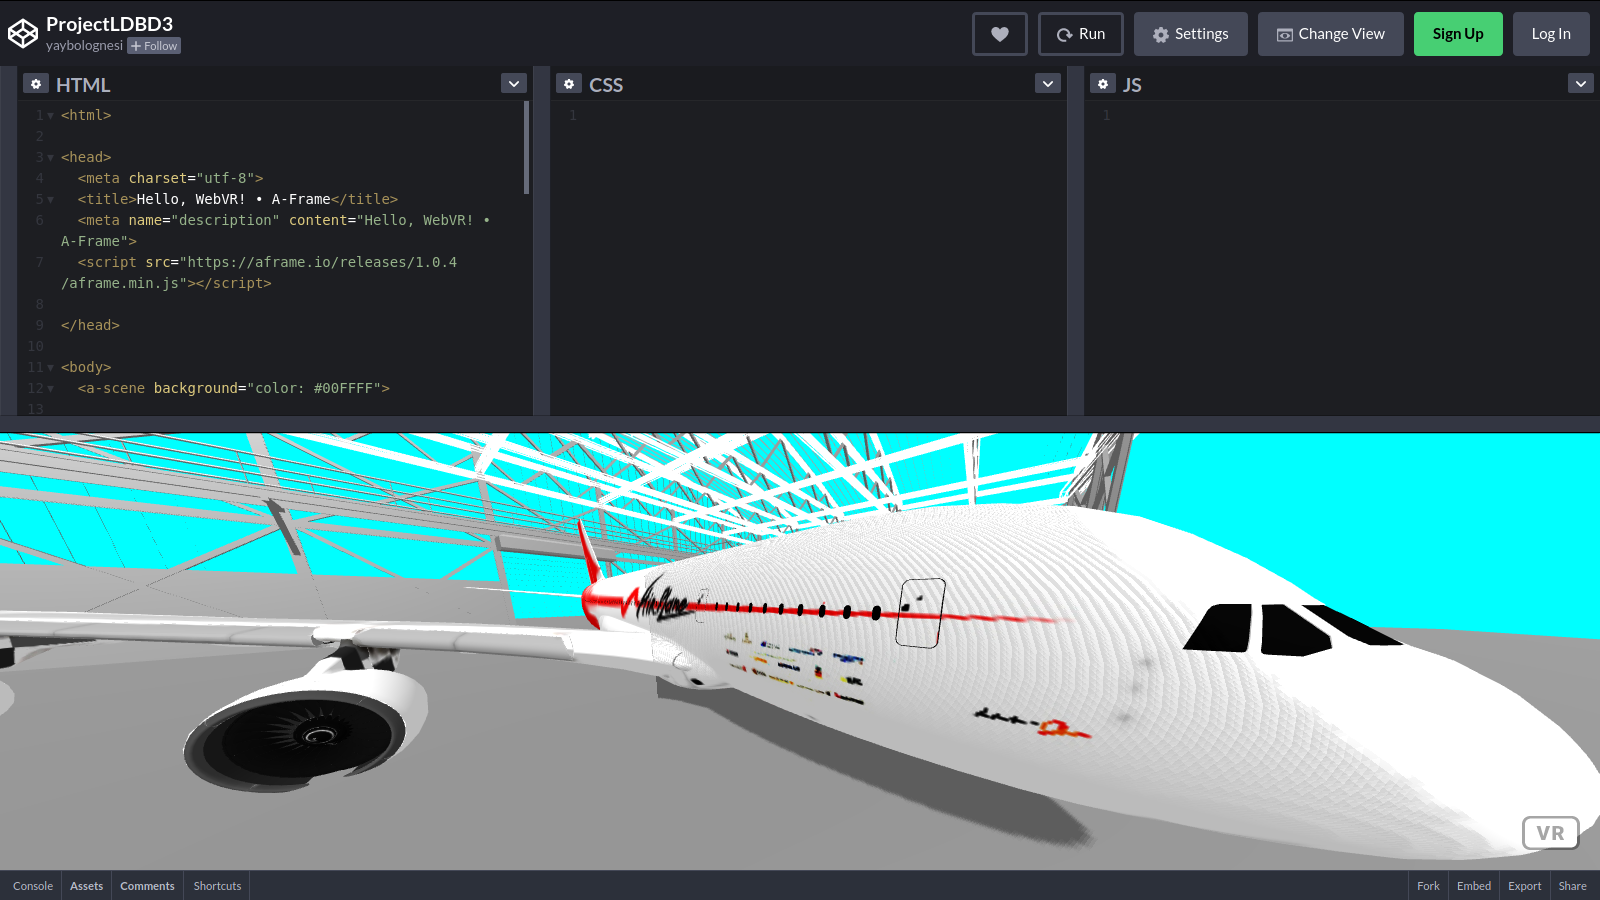 ProjectLDBD3
yaybolognesi + Follow
Run
Settings
Change View
Sign Up
Log In
HTML
CSS
JS
1 <html>
2
3 <head>
4 <meta charset="utf-8">
5 <title>Hello, WebVR! • A-Frame</title>
6 <meta name="description" content="Hello, WebVR! •
A-Frame">
7 <script src="https://aframe.io/releases/1.0.4
/aframe.min.js"></script>
8
9 </head>
10
11 <body>
12 <a-scene background="color: #00FFFF">
13
1
1
VR
Console
Assets
Comments
Shortcuts
Fork
Embed
Export
Share